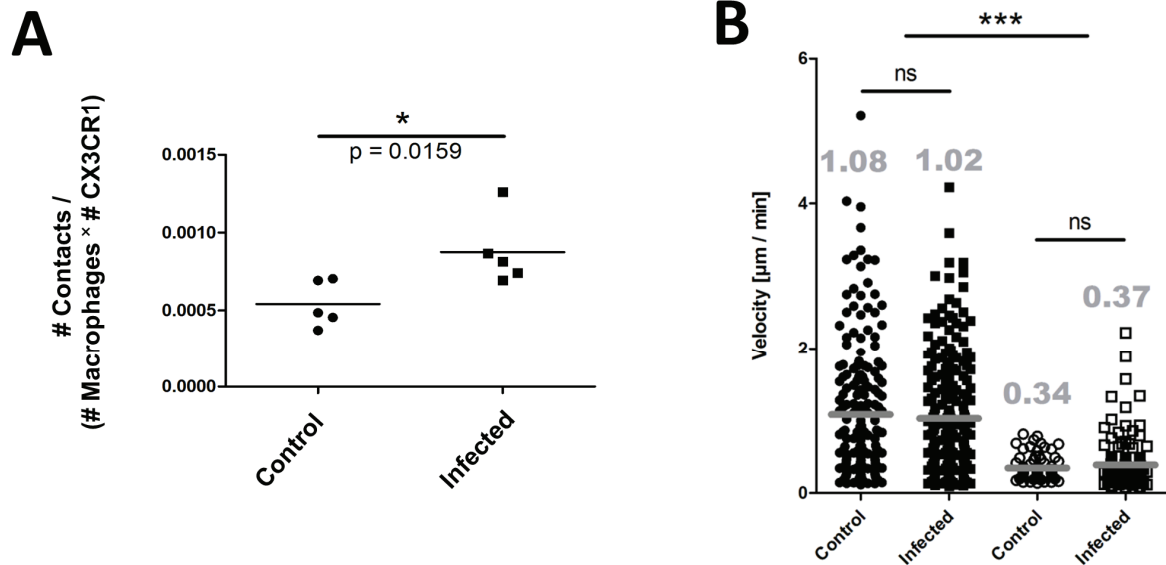 A
# Contacts /
(# Macrophages × # CX3CR1)
*
p = 0.0159
0.0015
0.0010
0.0005
0.0000
Control
Infected
B
Velocity [µm / min]
***
ns
ns
6
4
2
0
1.08
1.02
0.34
0.37
Control
Infected
Control
Infected